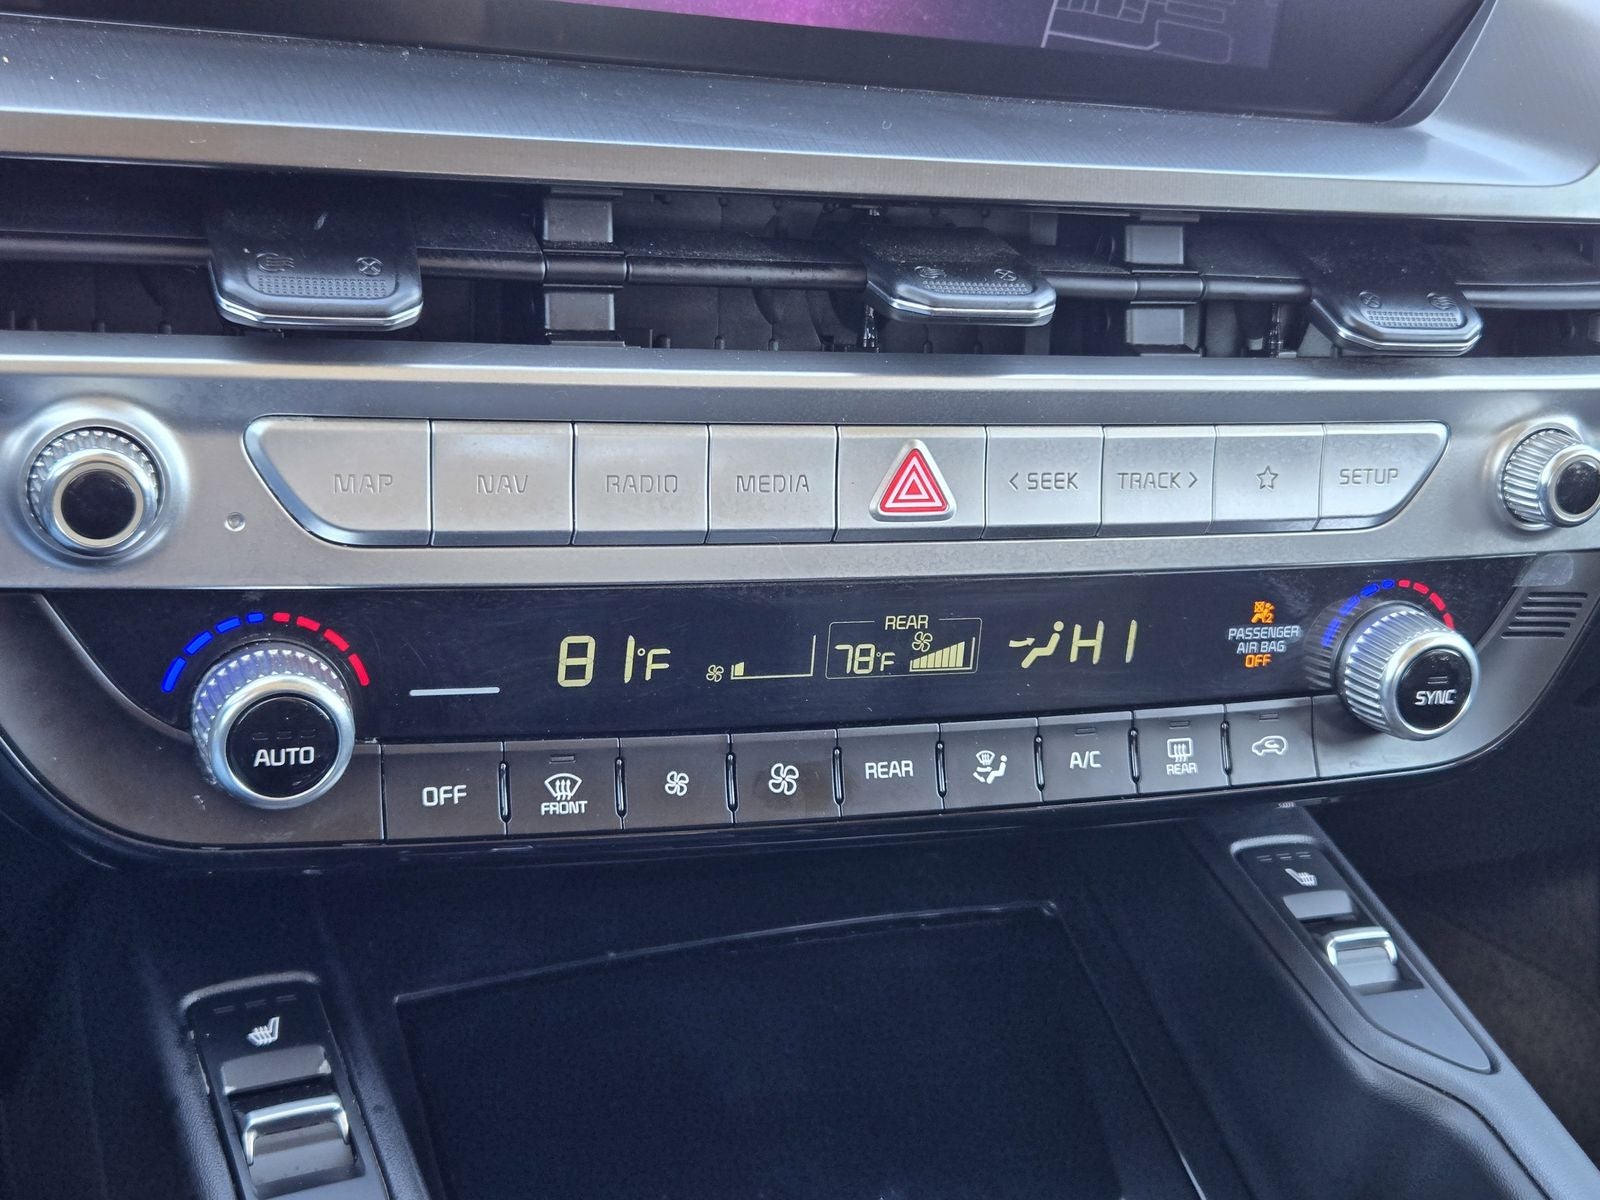 MAP NAV RADIO MEDIA < SEEK TRACK > SETUP
81°F REAR 78°F HI
PASSENGER
AIR BAG
OFF
AUTO SYNC
OFF FRONT REAR A/C REAR